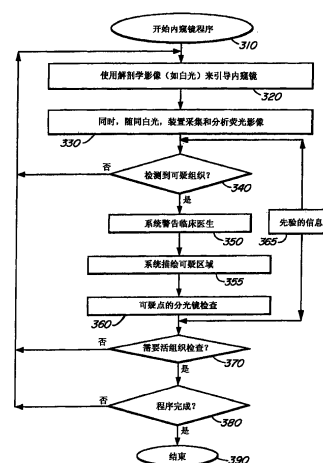 开始内窥镜程序
310
使用解剖学影像（如白光）来引导内窥镜
320
同时，随同白光，装置采集和分析荧光影像
330
否
检测到可疑组织？
340
是
系统警告临床医生
350
先验的信息
365
系统描绘可疑区域
355
可疑点的分光镜检查
360
否
需要活组织检查？
370
是
否
程序完成？
380
是
结束
390